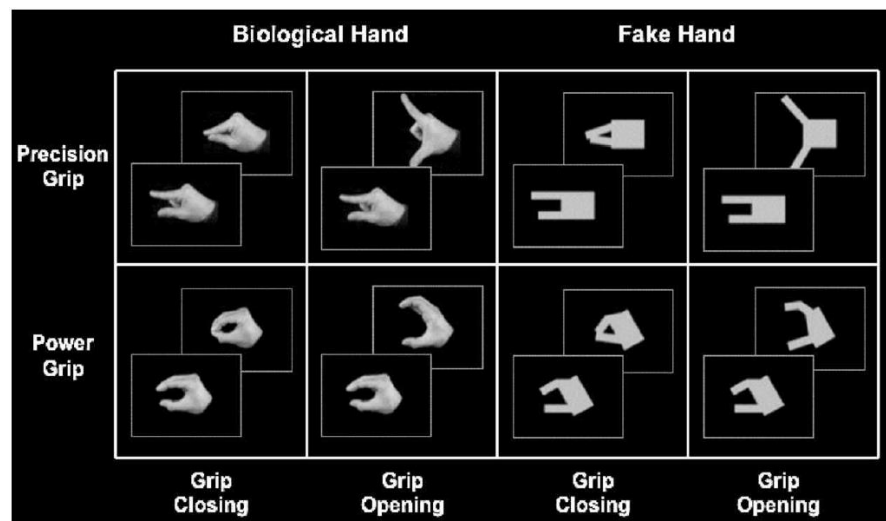 Biological Hand
Fake Hand
Precision
Grip
Power
Grip
Grip
Closing
Grip
Opening
Grip
Closing
Grip
Opening